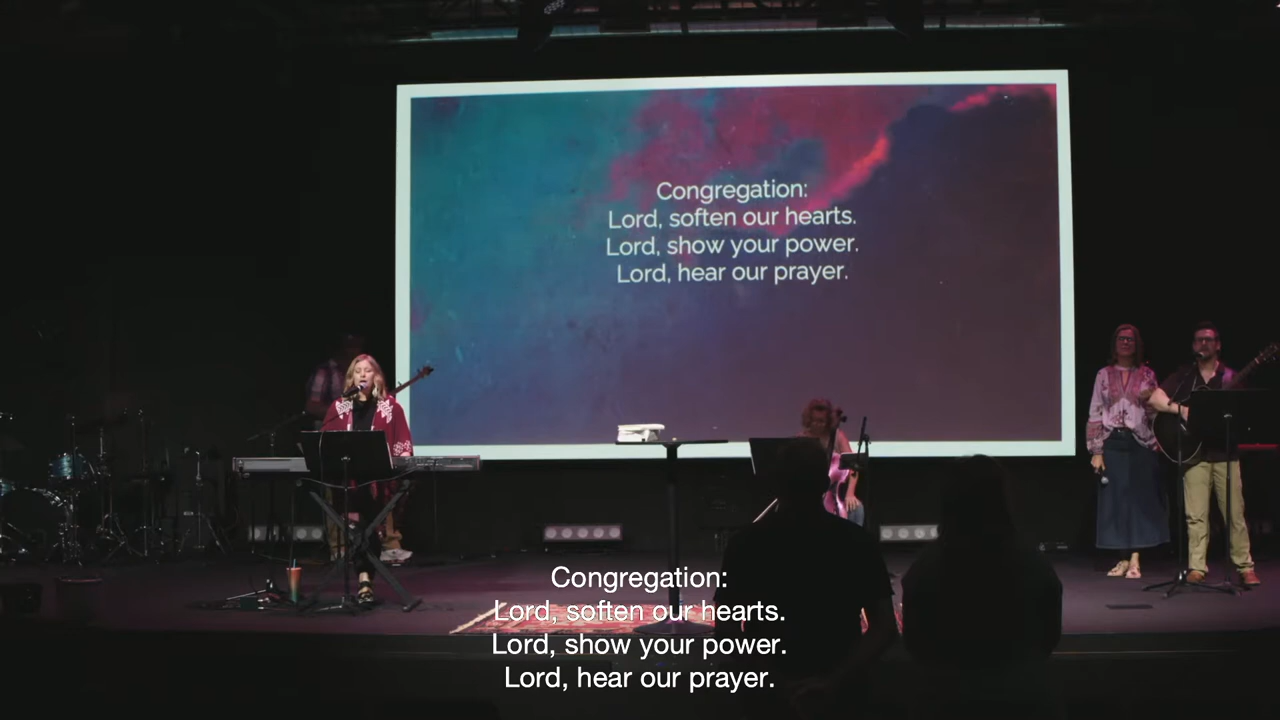 Congregation:
Lord, soften our hearts.
Lord, show your power.
Lord, hear our prayer.
Congregation:
Lord, soften our hearts.
Lord, show your power.
Lord, hear our prayer.